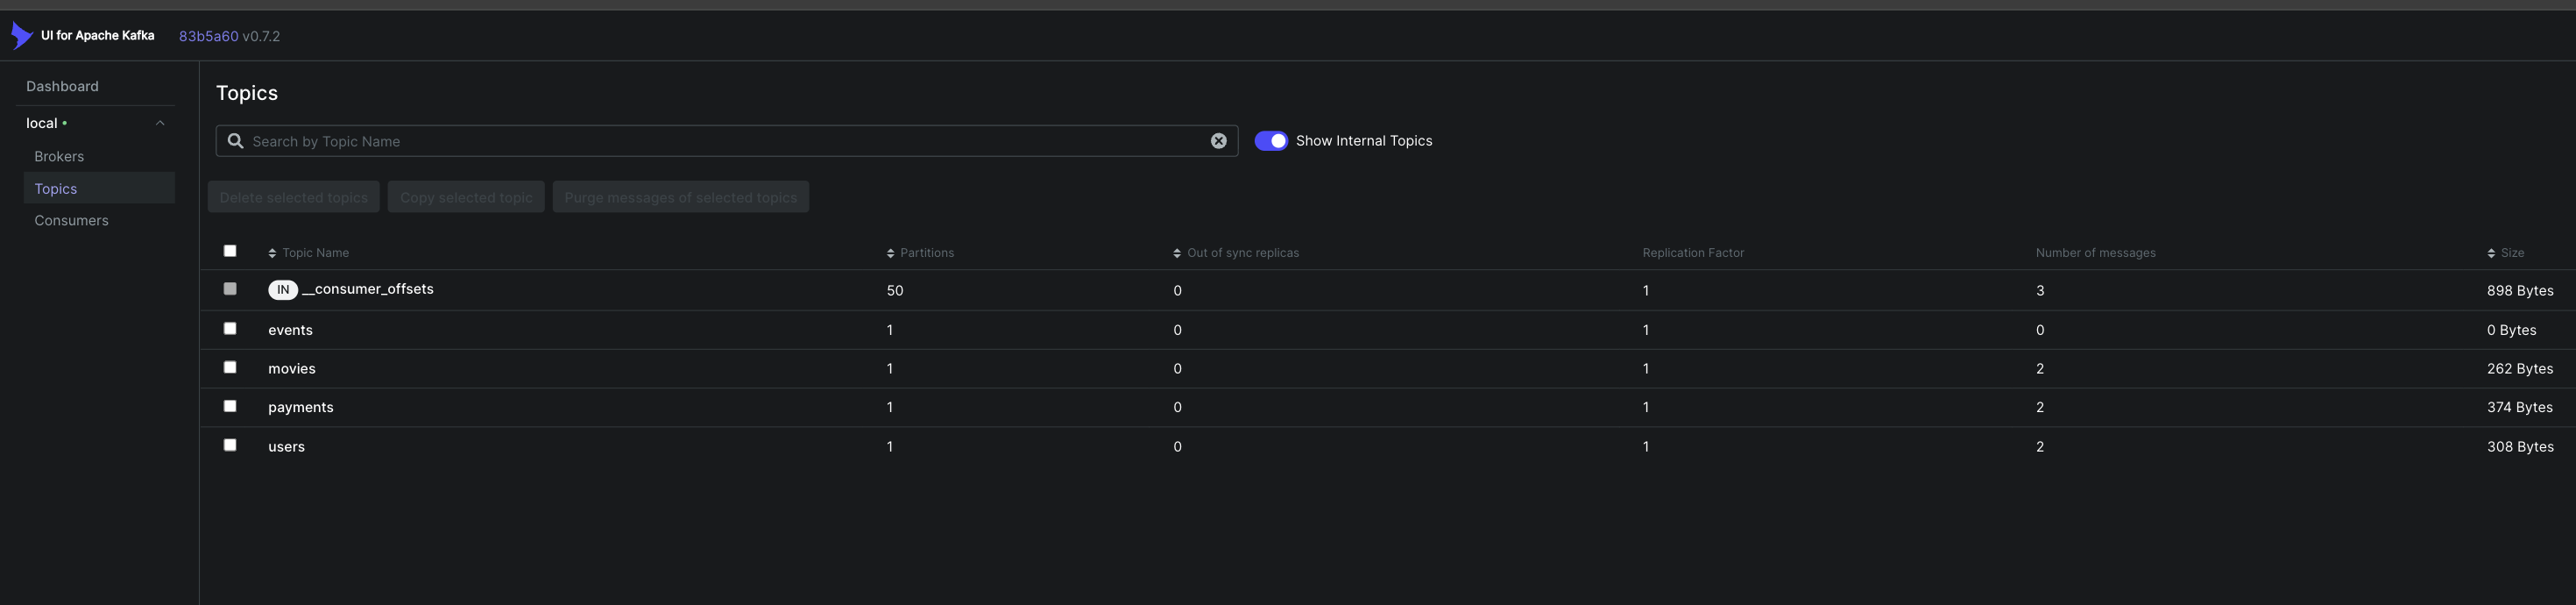 UI for Apache Kafka 83b5a60 v0.7.2
Dashboard
local
Brokers
Topics
Consumers
Topics
Search by Topic Name
Show Internal Topics
Delete selected topics Copy selected topic Purge messages of selected topics
Topic Name Partitions Out of sync replicas Replication Factor Number of messages Size
IN __consumer_offsets 50 0 1 3 898 Bytes
events 1 0 1 0 0 Bytes
movies 1 0 1 2 262 Bytes
payments 1 0 1 2 374 Bytes
users 1 0 1 2 308 Bytes